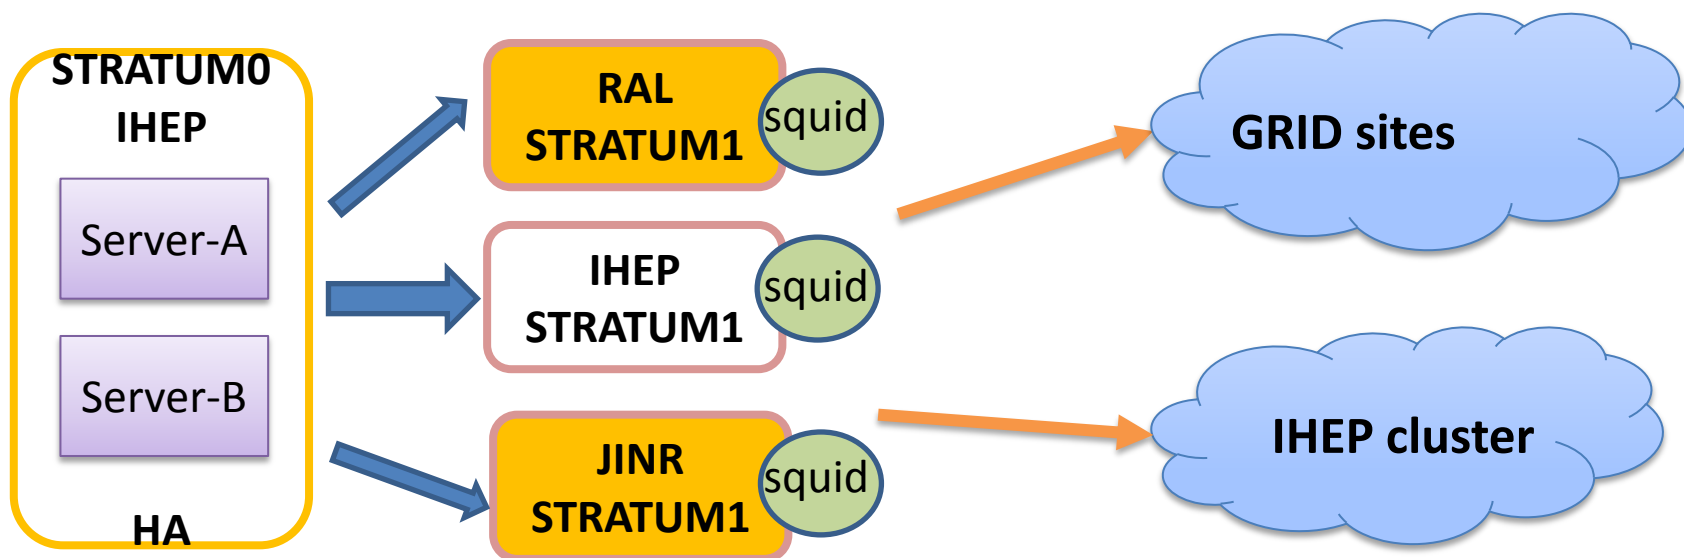 STRATUM0
IHEP
Server-A
Server-B
HA
RAL
STRATUM1
squid
IHEP
STRATUM1
squid
JINR
STRATUM1
squid
GRID sites
IHEP cluster